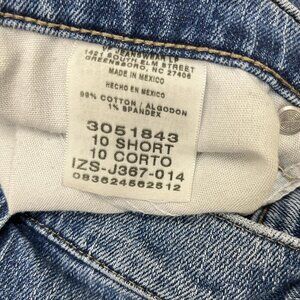 1421 SOUTH ELM STREET
GREENSBORO, NC 27406
MADE IN MEXICO
HECHO EN MEXICO
99% COTTON / ALGODON
1% SPANDEX
3051843
10 SHORT
10 CORTO
IZS-J367-014
083624562512